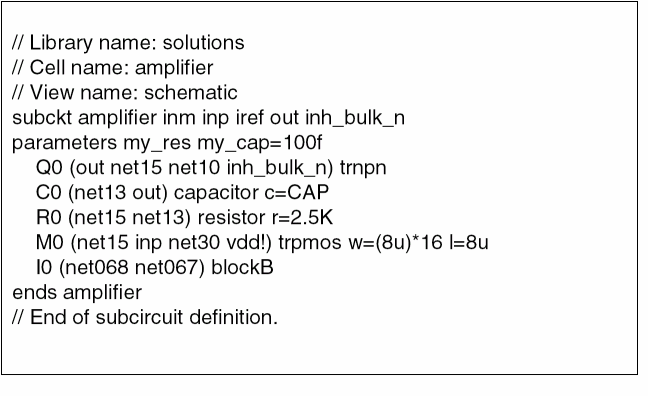 // Library name: solutions
// Cell name: amplifier
// View name: schematic
subckt amplifier inm inp iref out inh_bulk_n
parameters my_res my_cap=100f
Q0 (out net15 net10 inh_bulk_n) trnpn
C0 (net13 out) capacitor c=CAP
R0 (net15 net13) resistor r=2.5K
M0 (net15 inp net30 vdd!) trpmos w=(8u)*16 l=8u
I0 (net068 net067) blockB
ends amplifier
// End of subcircuit definition.